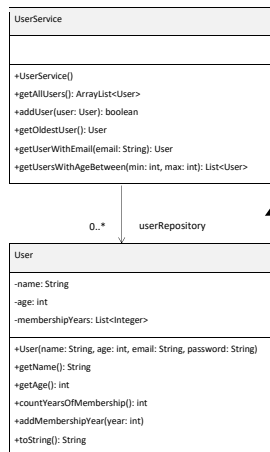 UserService
+UserService()
+getAllUsers(): ArrayList<User>
+addUser(user: User): boolean
+getOldestUser(): User
+getUserWithEmail(email: String): User
+getUsersWithAgeBetween(min: int, max: int): List<User>
0..* userRepository
User
-name: String
-age: int
-membershipYears: List<Integer>
+User(name: String, age: int, email: String, password: String)
+getName(): String
+getAge(): int
+countYearsOfMembership(): int
+addMembershipYear(year: int)
+toString(): String